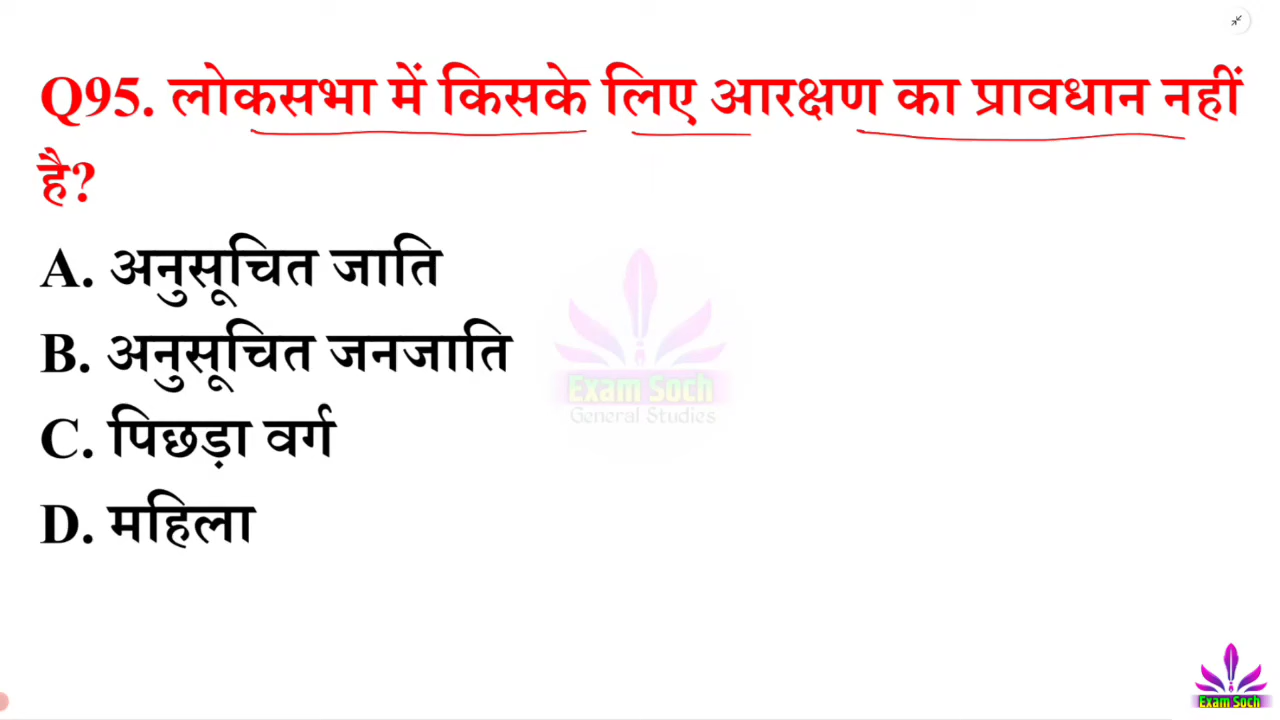 Q95. लोकसभा में किसके लिए आरक्षण का प्रावधान नहीं
है?
A. अनुसूचित जाति
B. अनुसूचित जनजाति
C. पिछड़ा वर्ग
D. महिला
Exam Soch
General Studies
Exam Soch